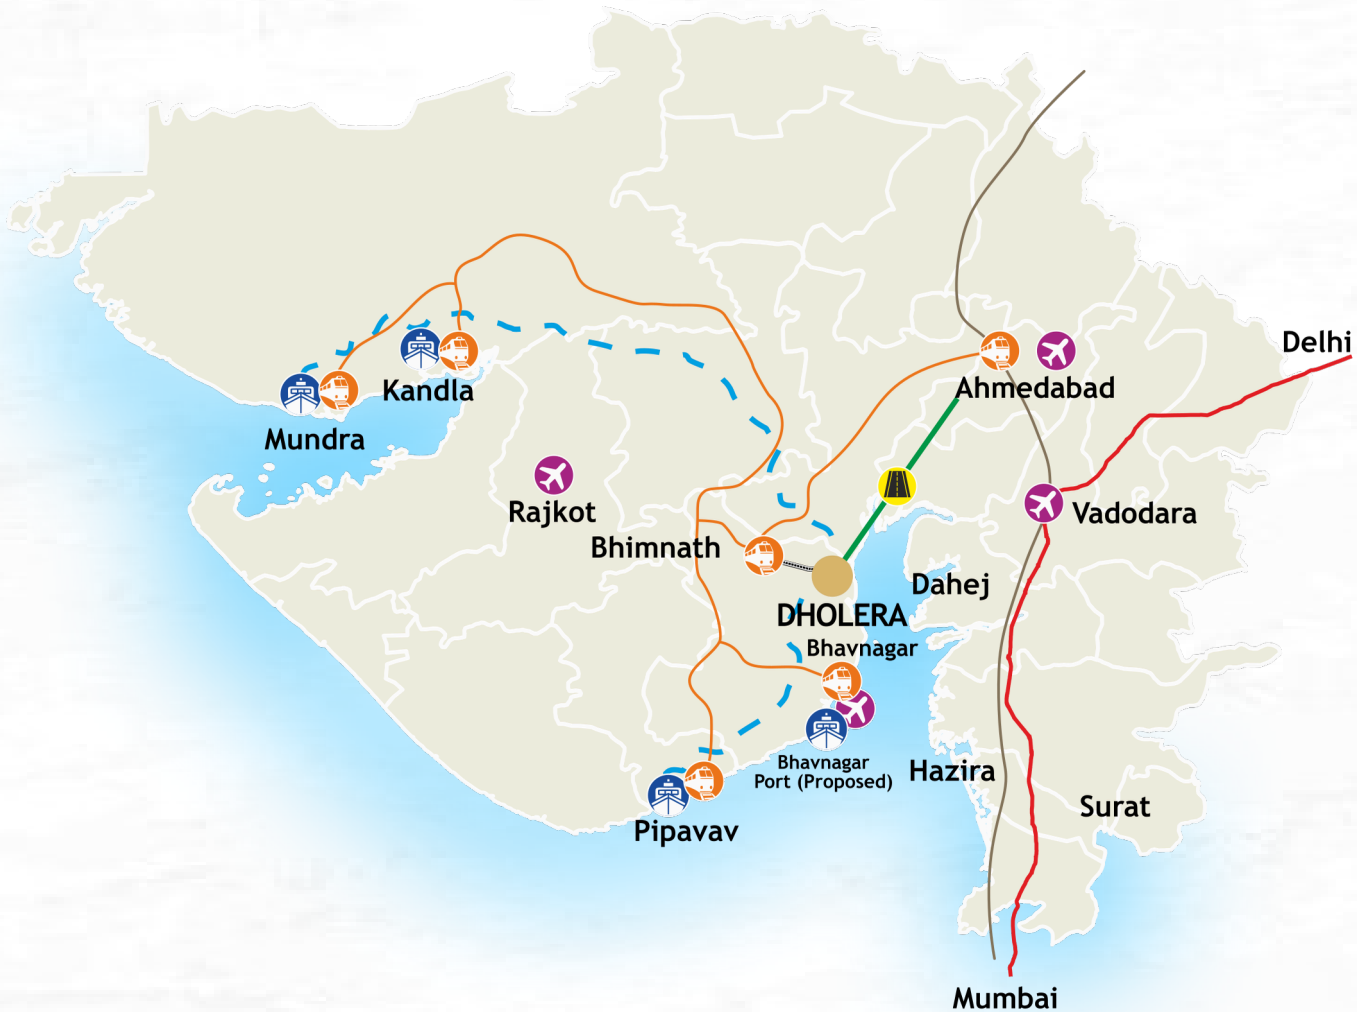 Delhi
Ahmedabad
Kandla
Mundra
Rajkot
Vadodara
Bhimnath
Dahej
DHOLERA
Bhavnagar
Bhavnagar
Port (Proposed)
Hazira
Surat
Pipavav
Mumbai